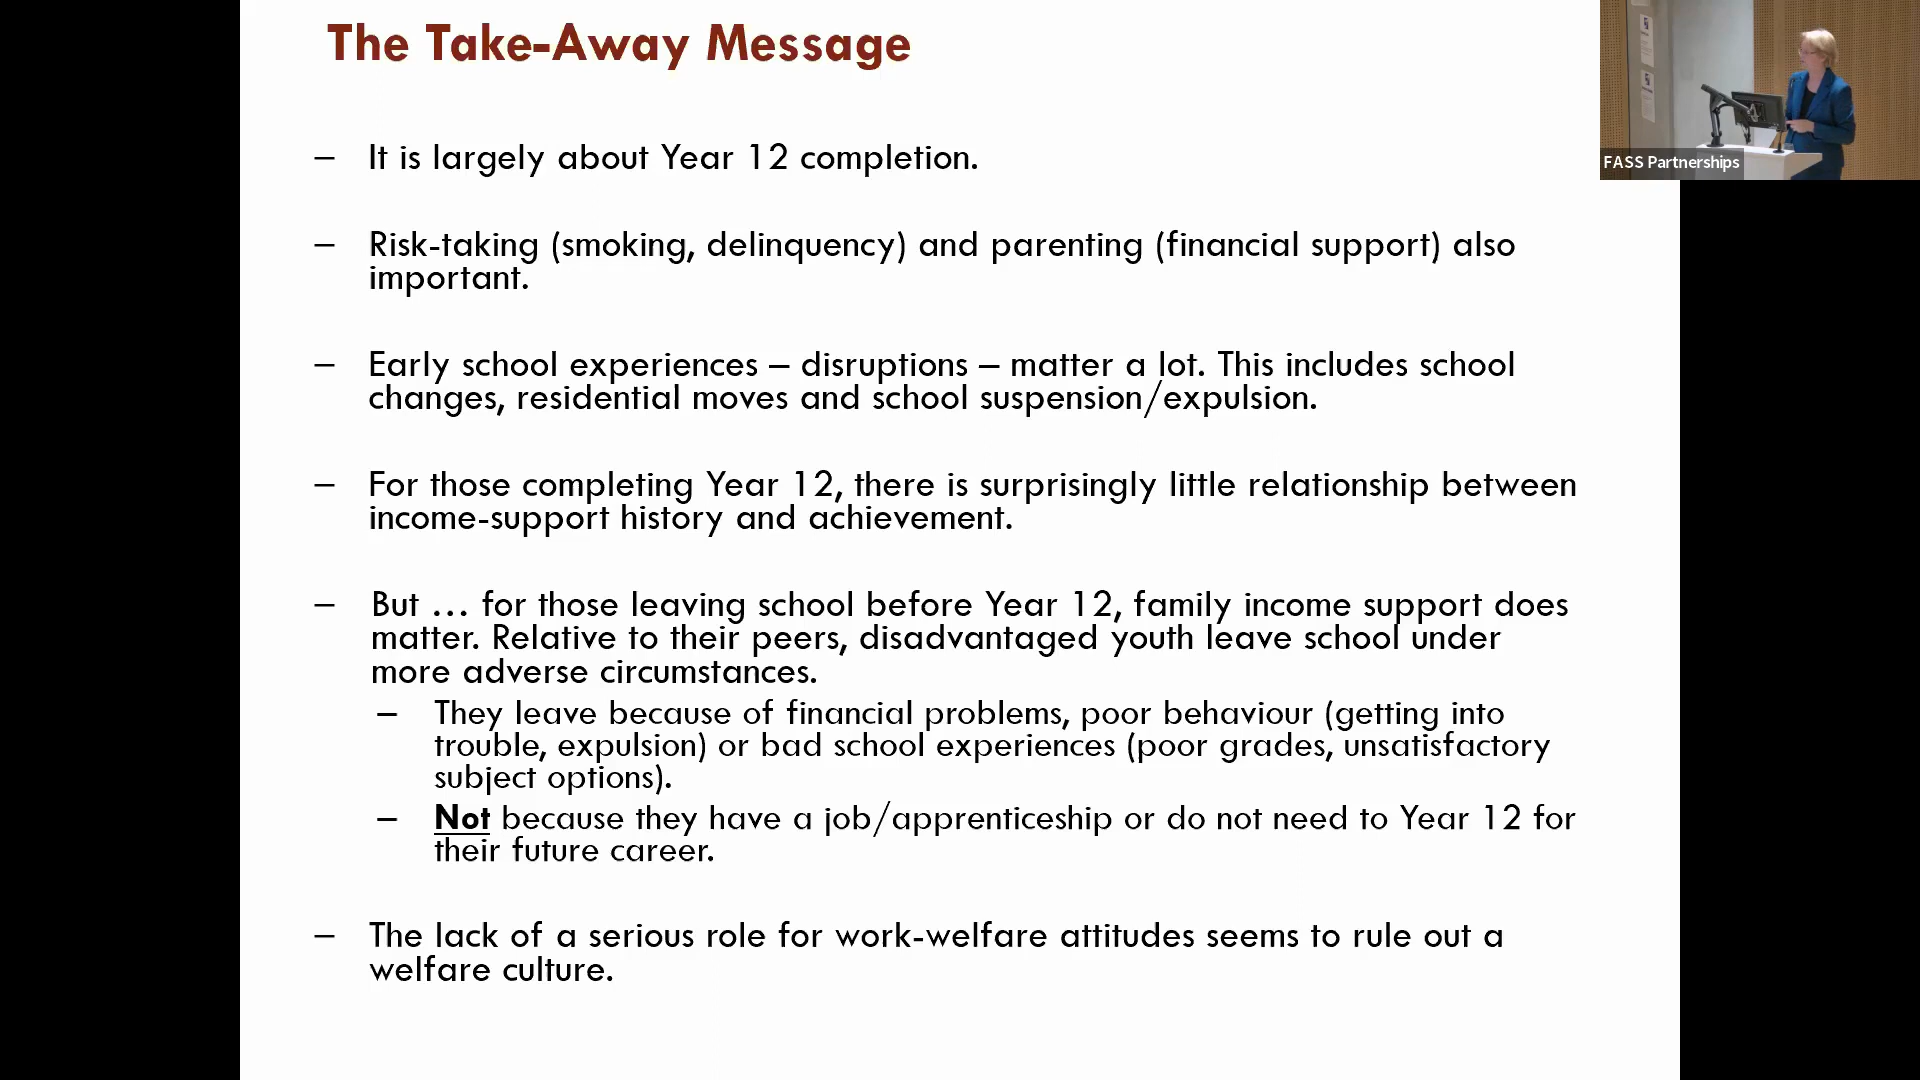 The Take-Away Message
– It is largely about Year 12 completion.
– Risk-taking (smoking, delinquency) and parenting (financial support) also
important.
– Early school experiences – disruptions – matter a lot. This includes school
changes, residential moves and school suspension/expulsion.
– For those completing Year 12, there is surprisingly little relationship between
income-support history and achievement.
– But … for those leaving school before Year 12, family income support does
matter. Relative to their peers, disadvantaged youth leave school under
more adverse circumstances.
– They leave because of financial problems, poor behaviour (getting into
trouble, expulsion) or bad school experiences (poor grades, unsatisfactory
subject options).
– Not because they have a job/apprenticeship or do not need to Year 12 for
their future career.
– The lack of a serious role for work-welfare attitudes seems to rule out a
welfare culture.
FASS Partnerships